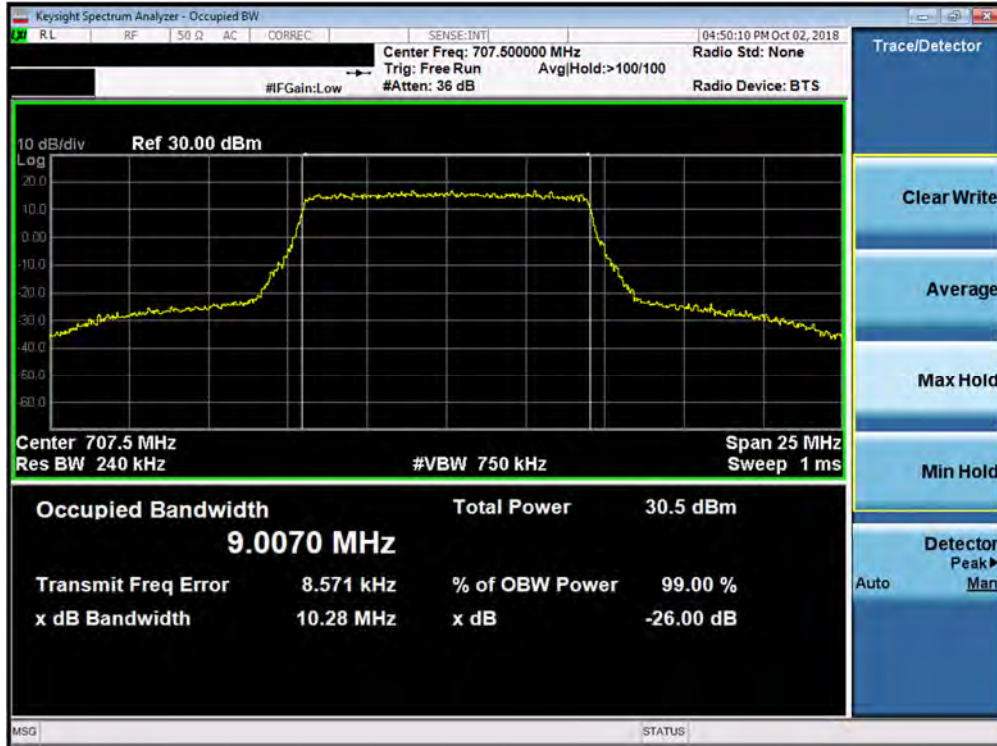 Keysight Spectrum Analyzer - Occupied BW
LXI RL RF 50 Ω AC CORREC SENSE:INT 04:50:10 PM Oct 02, 2018
Center Freq: 707.500000 MHz Radio Std: None
Trig: Free Run Avg|Hold:>100/100
#IFGain:Low #Atten: 36 dB Radio Device: BTS
Trace/Detector
10 dB/div Ref 30.00 dBm
Log
20.0
10.0
0.00
-10.0
-20.0
-30.0
-40.0
-50.0
-60.0
Center 707.5 MHz Span 25 MHz
Res BW 240 kHz #VBW 750 kHz Sweep 1 ms
Occupied Bandwidth Total Power 30.5 dBm
9.0070 MHz
Transmit Freq Error 8.571 kHz % of OBW Power 99.00 %
x dB Bandwidth 10.28 MHz x dB -26.00 dB
Clear Write
Average
Max Hold
Min Hold
Detector
Peak
Auto Man
MSG STATUS